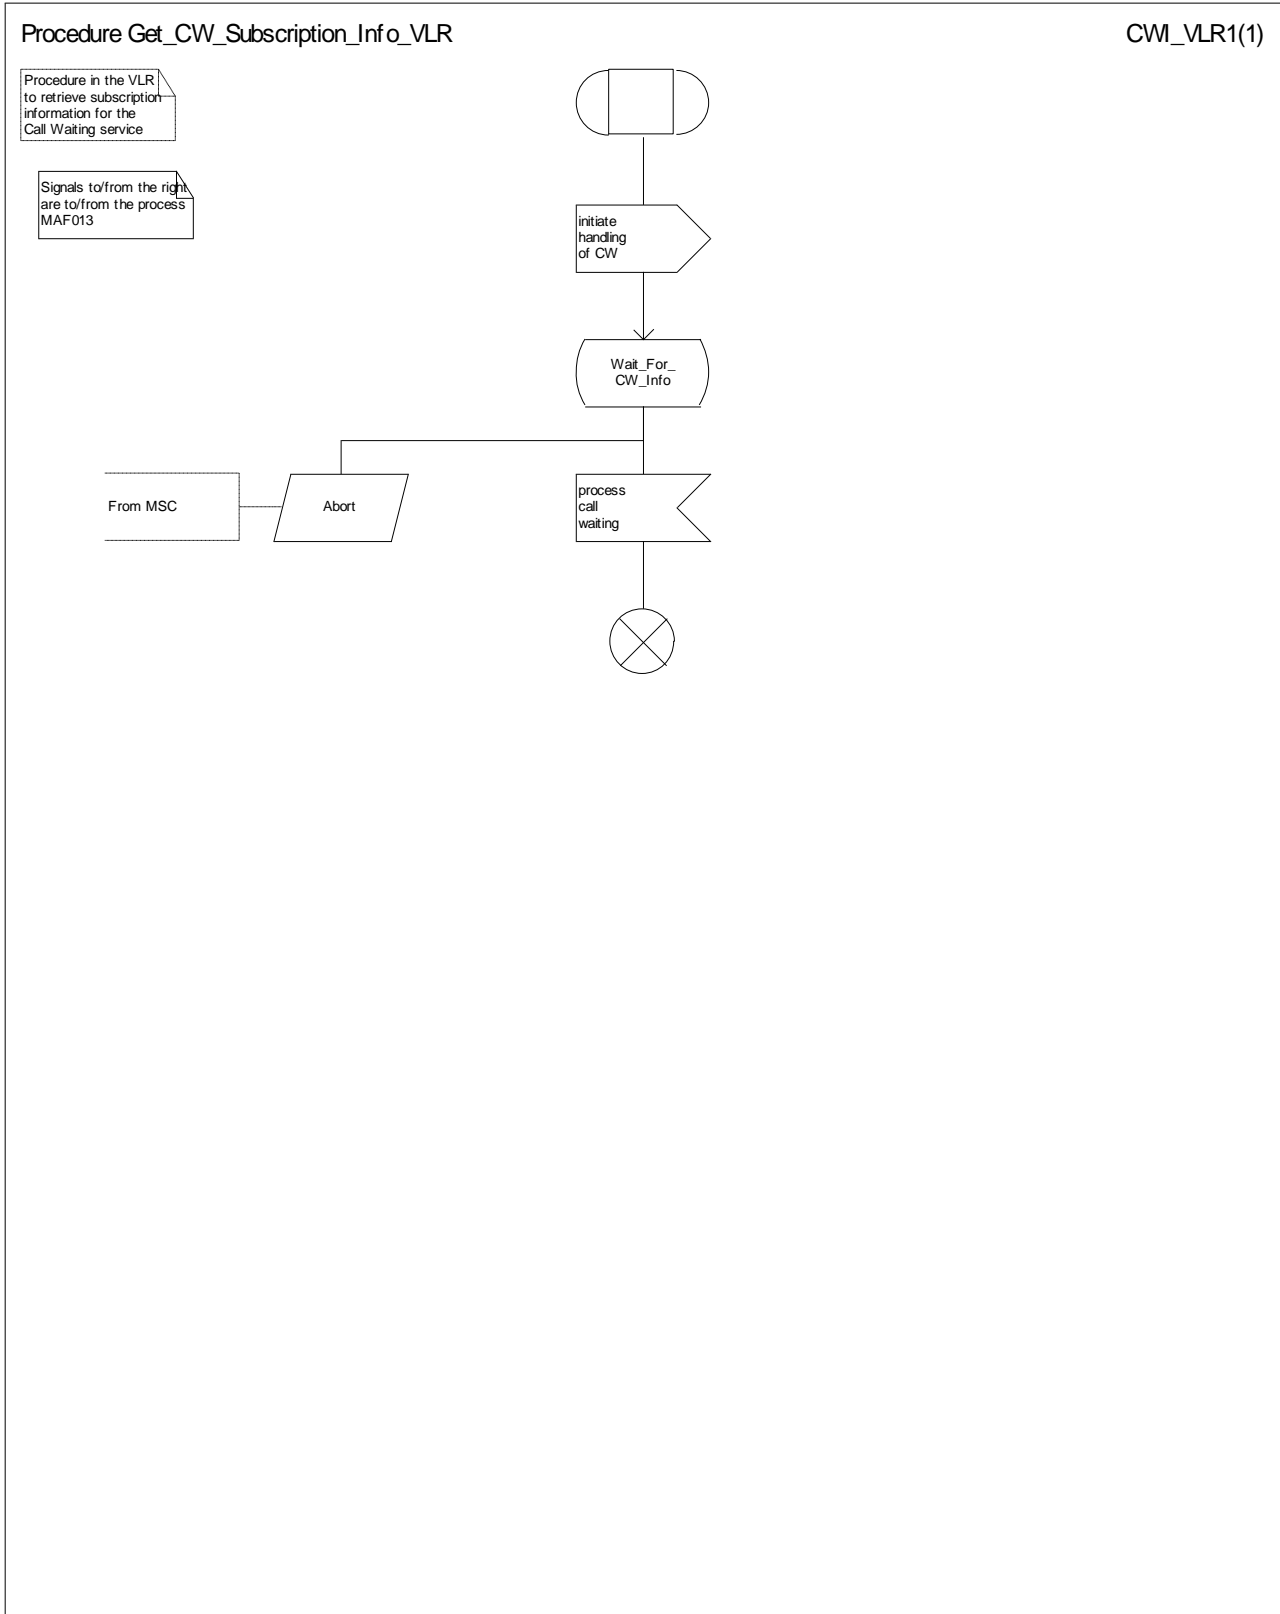 Procedure Get_CW_Subscription_Info_VLR
CWI_VLR1(1)
Procedure in the VLR
to retrieve subscription
information for the
Call Waiting service
Signals to/from the right
are to/from the process
MAF013
initiate
handling
of CW
Wait_For_
CW_Info
From MSC
Abort
process
call
waiting